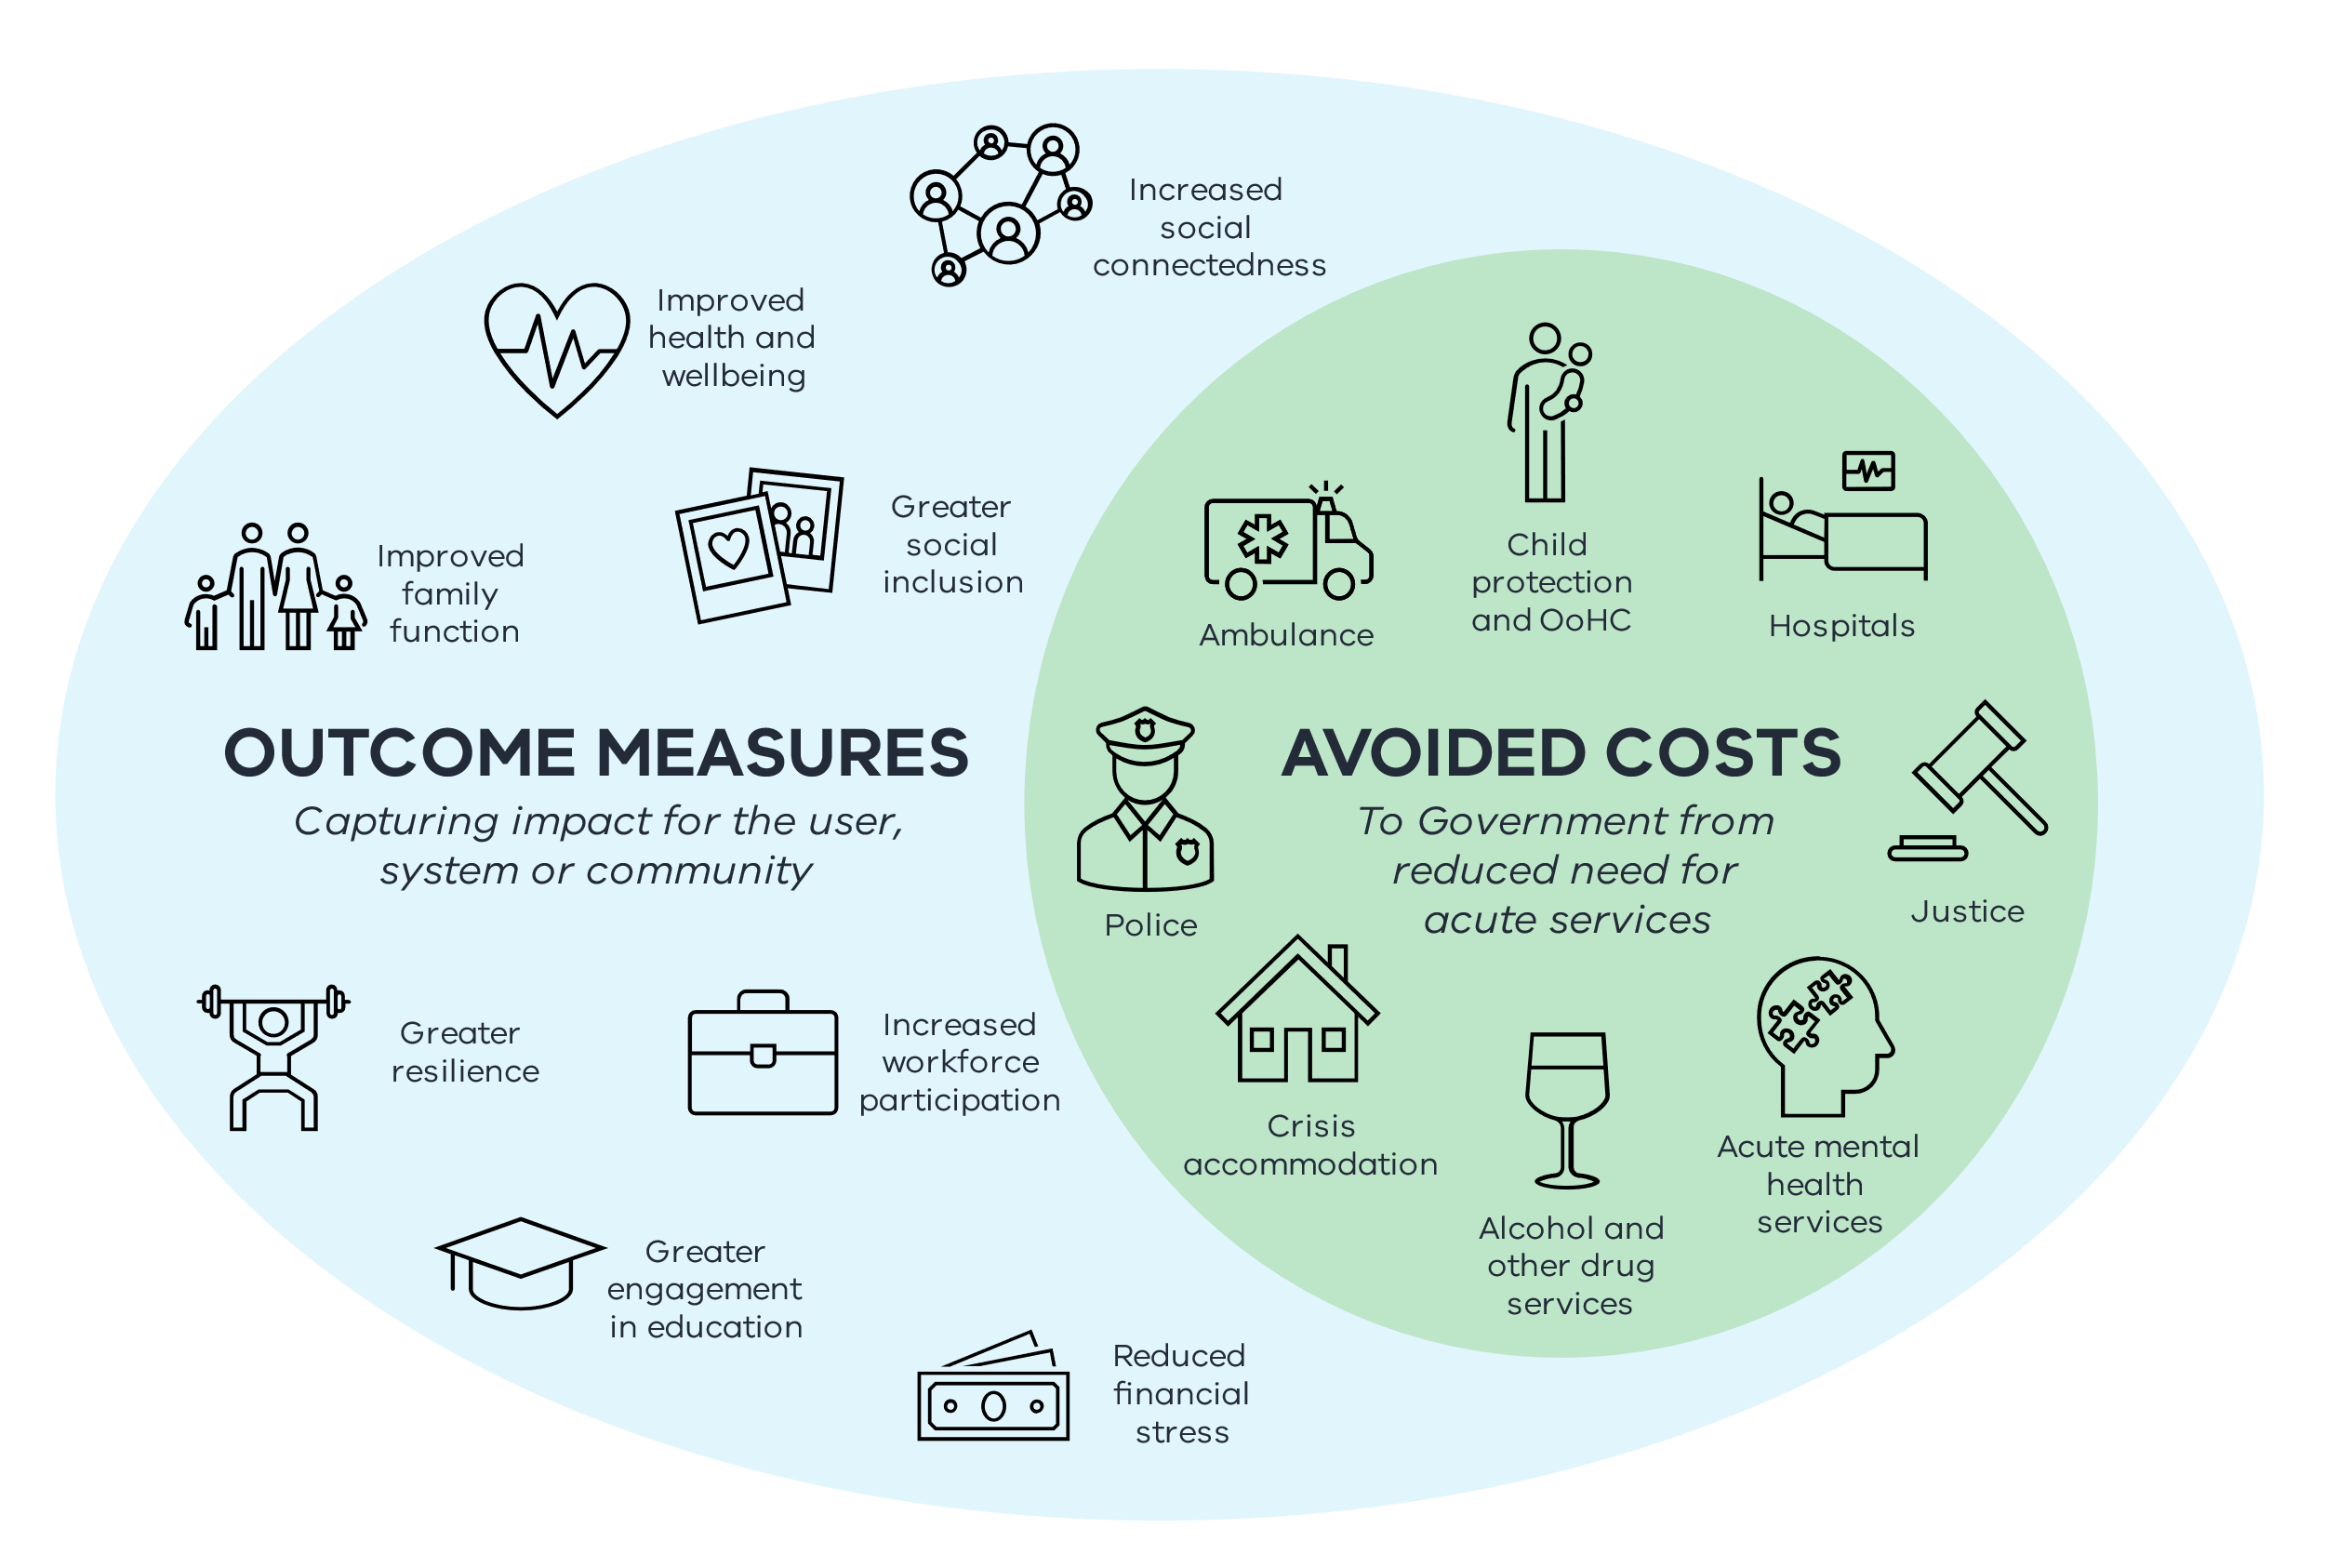 Increased
social
connectedness
Improved
health and
wellbeing
Greater
social
inclusion
Improved
family
function
OUTCOME MEASURES
Capturing impact for the user,
system or community
Greater
resilience
Increased
workforce
participation
Greater
engagement
in education
Reduced
financial
stress
Ambulance
Child
protection
and OoHC
Hospitals
Police
AVOIDED COSTS
To Government from
reduced need for
acute services
Justice
Crisis
accommodation
Alcohol and
other drug
services
Acute mental
health
services